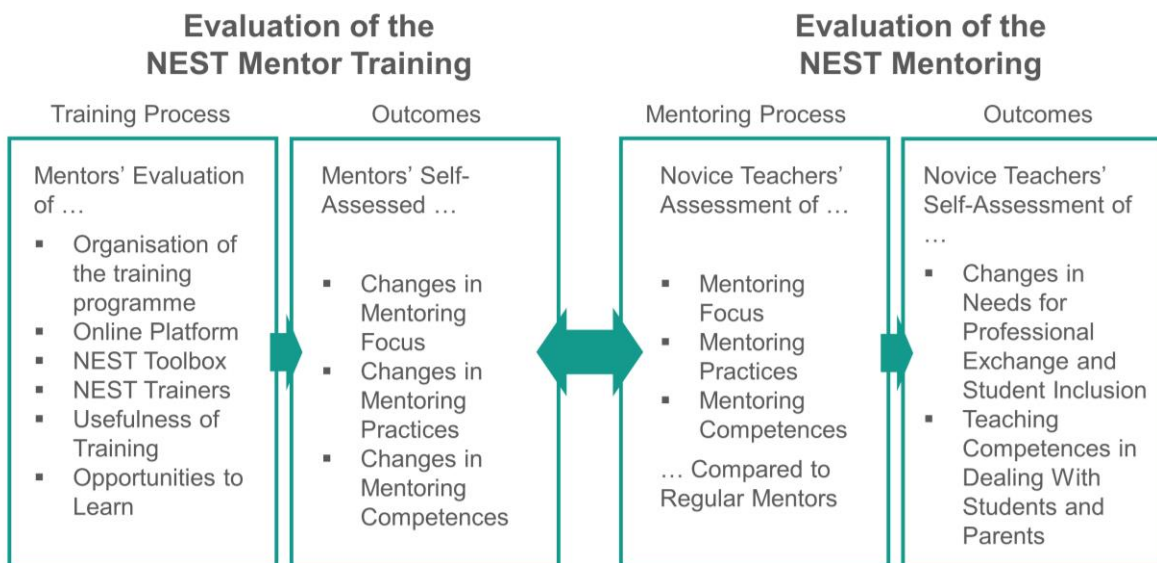 Evaluation of the
NEST Mentor Training
Training Process
Mentors’ Evaluation
of …
▪ Organisation of
the training
programme
▪ Online Platform
▪ NEST Toolbox
▪ NEST Trainers
▪ Usefulness of
Training
▪ Opportunities to
Learn
Outcomes
Mentors’ Self-
Assessed …
▪ Changes in
Mentoring
Focus
▪ Changes in
Mentoring
Practices
▪ Changes in
Mentoring
Competences
Evaluation of the
NEST Mentoring
Mentoring Process
Novice Teachers’
Assessment of …
▪ Mentoring
Focus
▪ Mentoring
Practices
▪ Mentoring
Competences
… Compared to
Regular Mentors
Outcomes
Novice Teachers’
Self-Assessment of
…
▪ Changes in
Needs for
Professional
Exchange and
Student Inclusion
▪ Teaching
Competences in
Dealing With
Students and
Parents